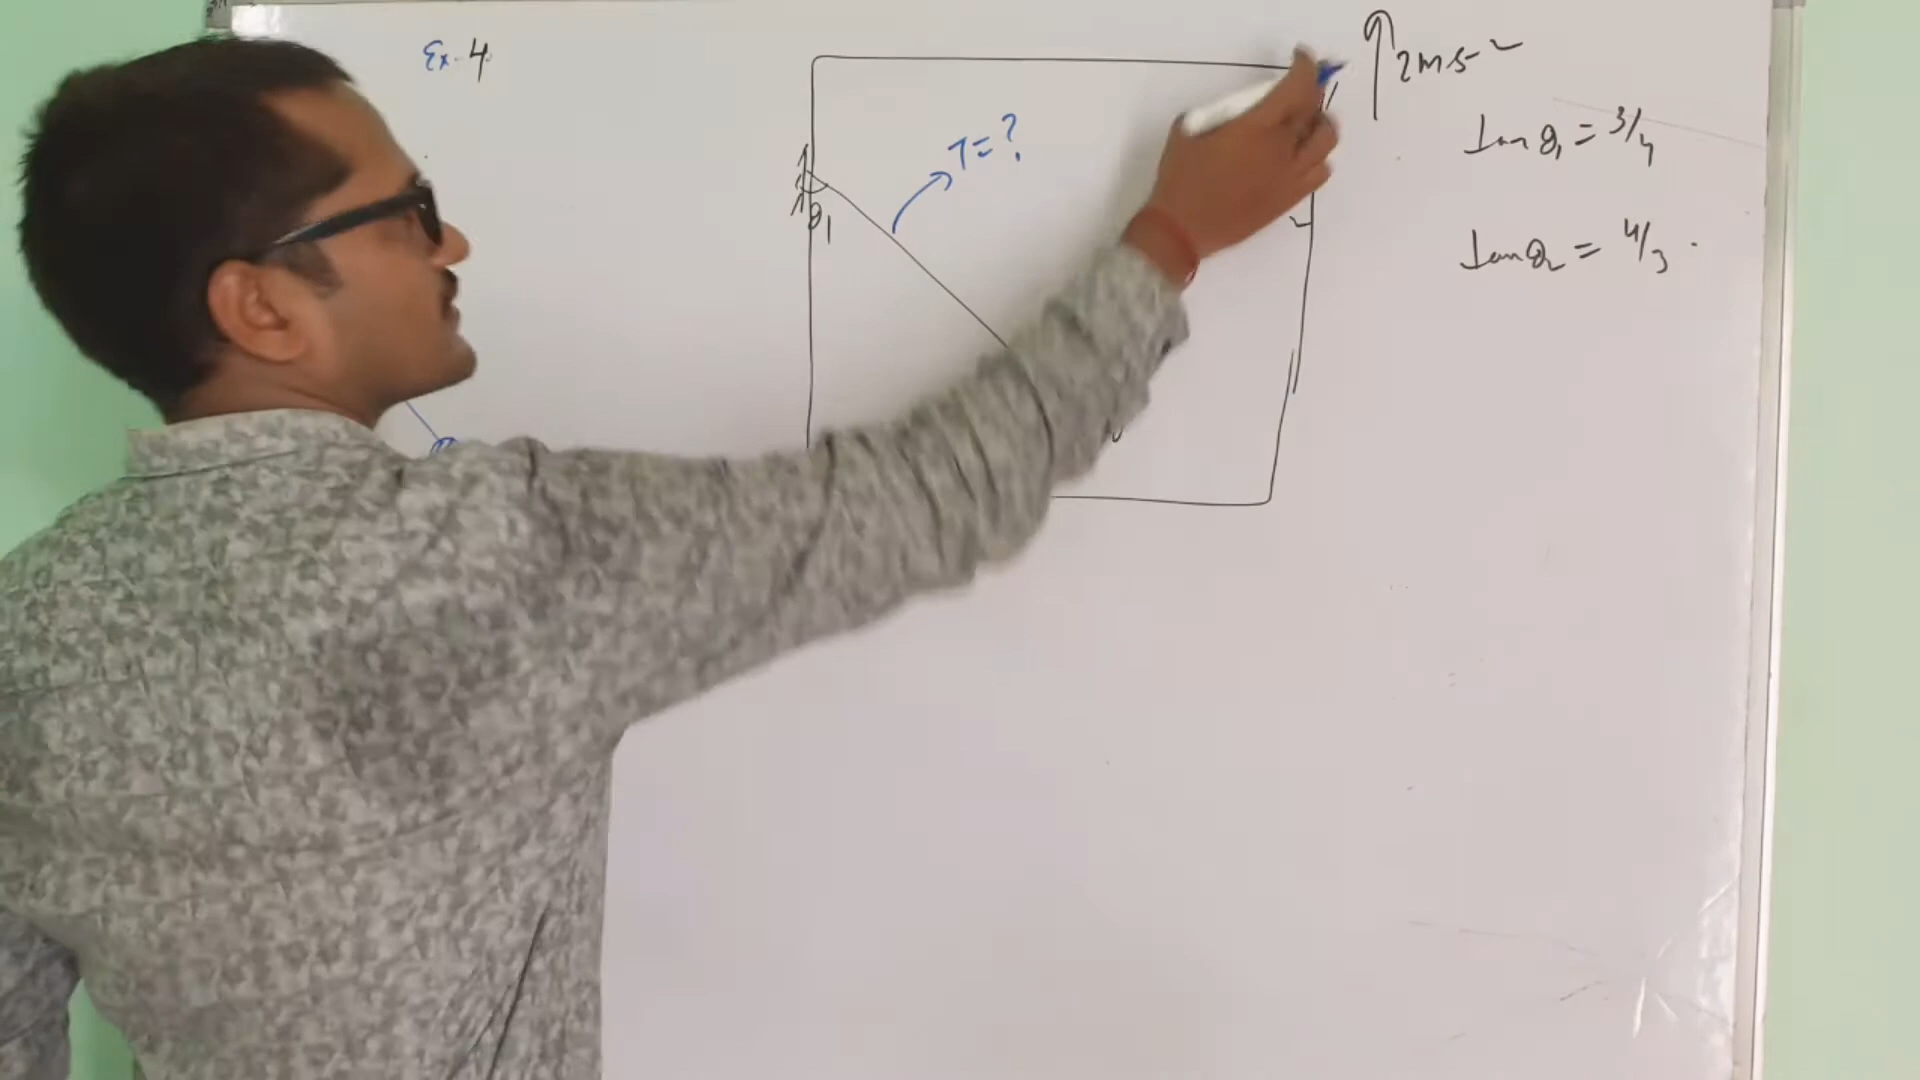 Ex. 4.
2ms⁻²
T=?
tan θ₁ = 3/4
θ₁
tan θ₂ = 4/3